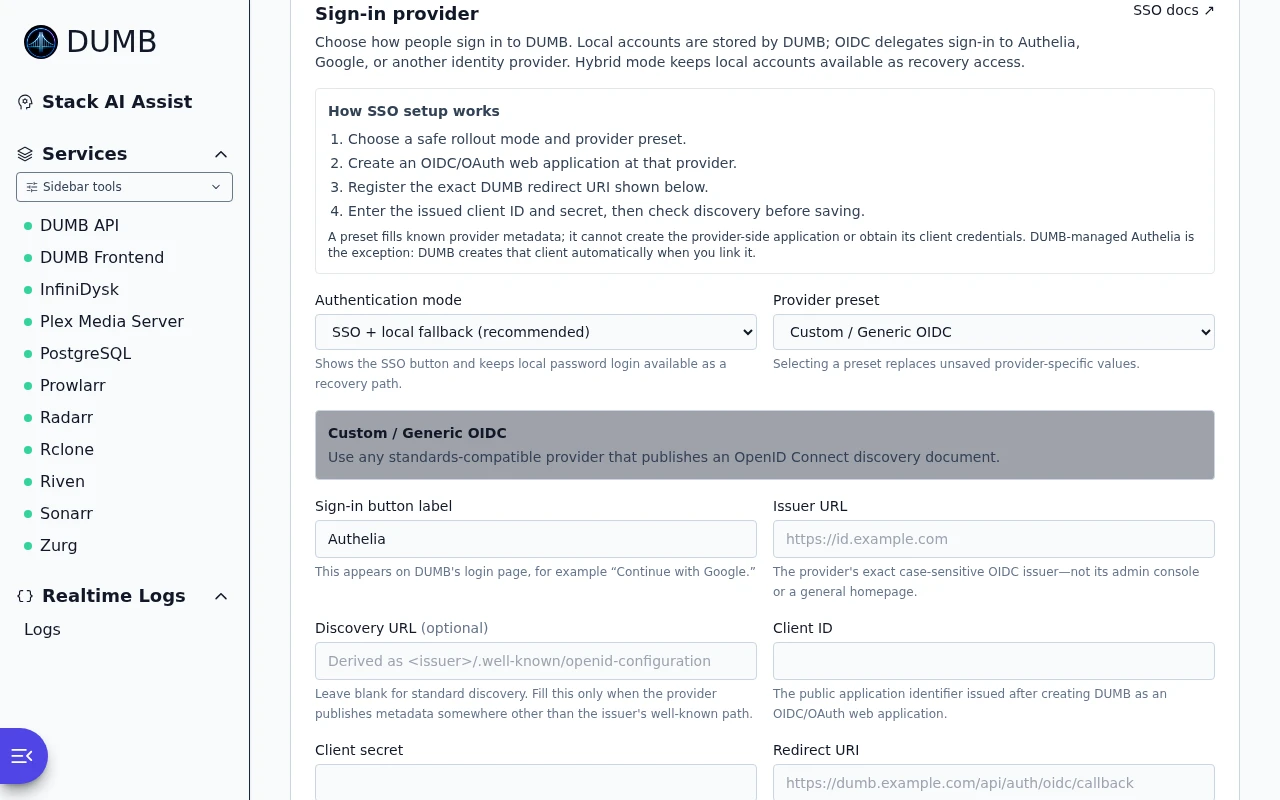 DUMB
Stack AI Assist
Services
Sidebar tools
DUMB API
DUMB Frontend
InfiniDysk
Plex Media Server
PostgreSQL
Prowlarr
Radarr
Rclone
Riven
Sonarr
Zurg
Realtime Logs
Logs
Sign-in provider
SSO docs ↗
Choose how people sign in to DUMB. Local accounts are stored by DUMB; OIDC delegates sign-in to Authelia,
Google, or another identity provider. Hybrid mode keeps local accounts available as recovery access.
How SSO setup works
1. Choose a safe rollout mode and provider preset.
2. Create an OIDC/OAuth web application at that provider.
3. Register the exact DUMB redirect URI shown below.
4. Enter the issued client ID and secret, then check discovery before saving.
A preset fills known provider metadata; it cannot create the provider-side application or obtain its client credentials. DUMB-managed Authelia is
the exception: DUMB creates that client automatically when you link it.
Authentication mode
SSO + local fallback (recommended)
Shows the SSO button and keeps local password login available as a
recovery path.
Provider preset
Custom / Generic OIDC
Selecting a preset replaces unsaved provider-specific values.
Custom / Generic OIDC
Use any standards-compatible provider that publishes an OpenID Connect discovery document.
Sign-in button label
Authelia
This appears on DUMB's login page, for example “Continue with Google.”
Issuer URL
https://id.example.com
The provider's exact case-sensitive OIDC issuer—not its admin console
or a general homepage.
Discovery URL (optional)
Derived as <issuer>/.well-known/openid-configuration
Leave blank for standard discovery. Fill this only when the provider
publishes metadata somewhere other than the issuer's well-known path.
Client ID
The public application identifier issued after creating DUMB as an
OIDC/OAuth web application.
Client secret
Redirect URI
https://dumb.example.com/api/auth/oidc/callback